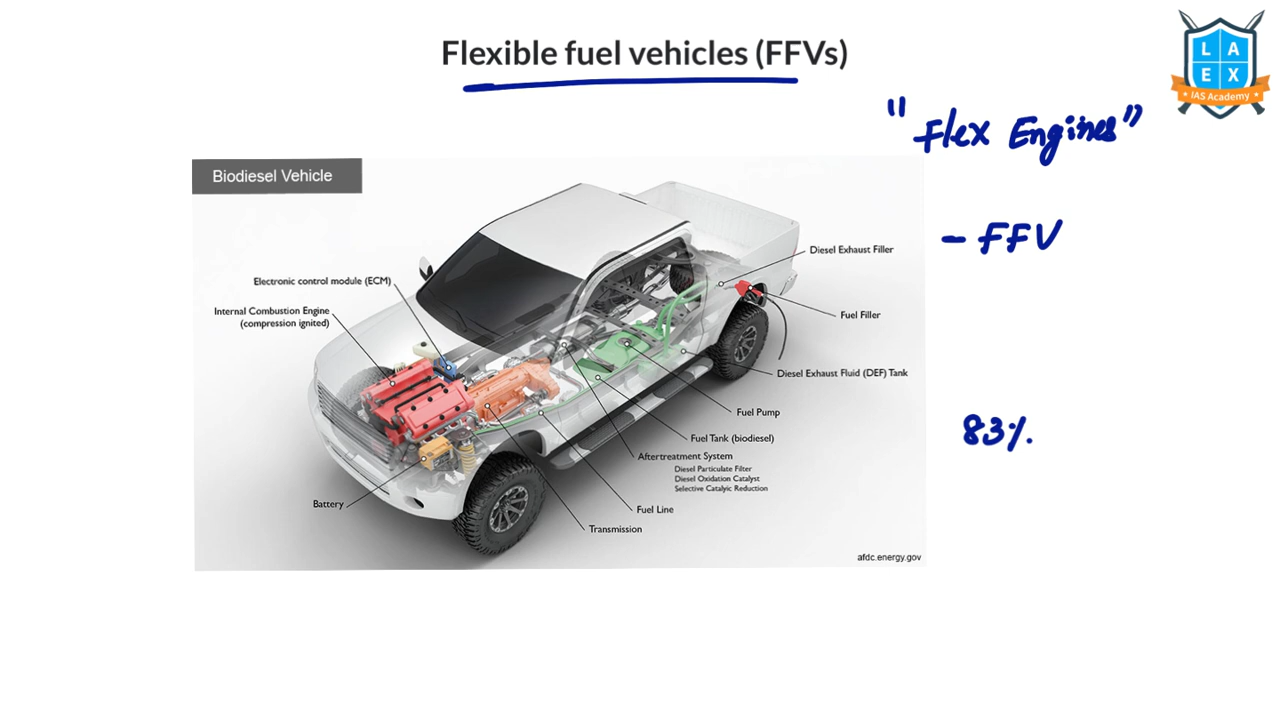 Flexible fuel vehicles (FFVs)
L A
E X
IAS Academy
"Flex Engines"
- FFV
83%.
Biodiesel Vehicle
Diesel Exhaust Filler
Electronic control module (ECM)
Internal Combustion Engine
(compression ignited)
Fuel Filler
Diesel Exhaust Fluid (DEF) Tank
Fuel Pump
Fuel Tank (biodiesel)
Aftertreatment System
Diesel Particulate Filter
Diesel Oxidation Catalyst
Selective Catalyic Reduction
Battery
Fuel Line
Transmission
afdc.energy.gov